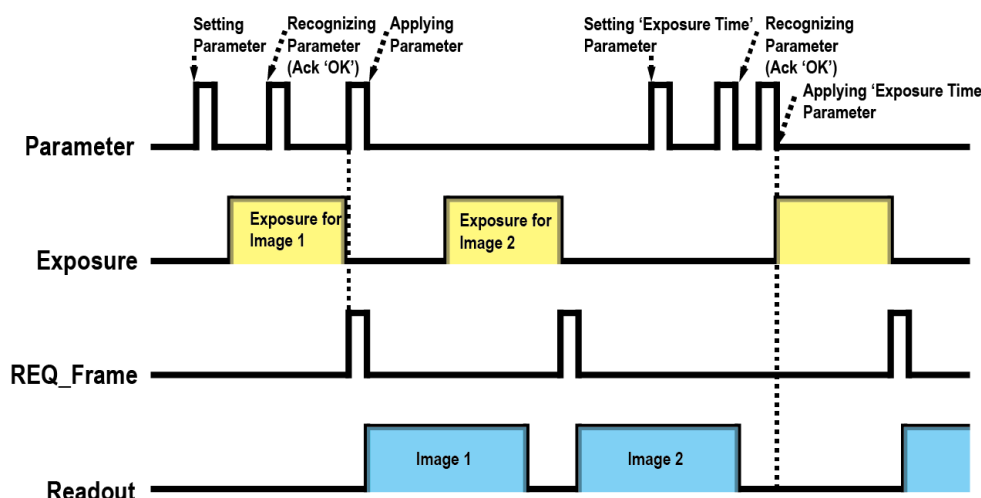 Setting
Parameter
Recognizing
Parameter
(Ack ‘OK’)
Applying
Parameter
Setting ‘Exposure Time’
Parameter
Recognizing
Parameter
(Ack ‘OK’)
Applying ‘Exposure Time
Parameter
Parameter
Exposure for
Image 1
Exposure for
Image 2
Exposure
REQ_Frame
Image 1
Image 2
Readout